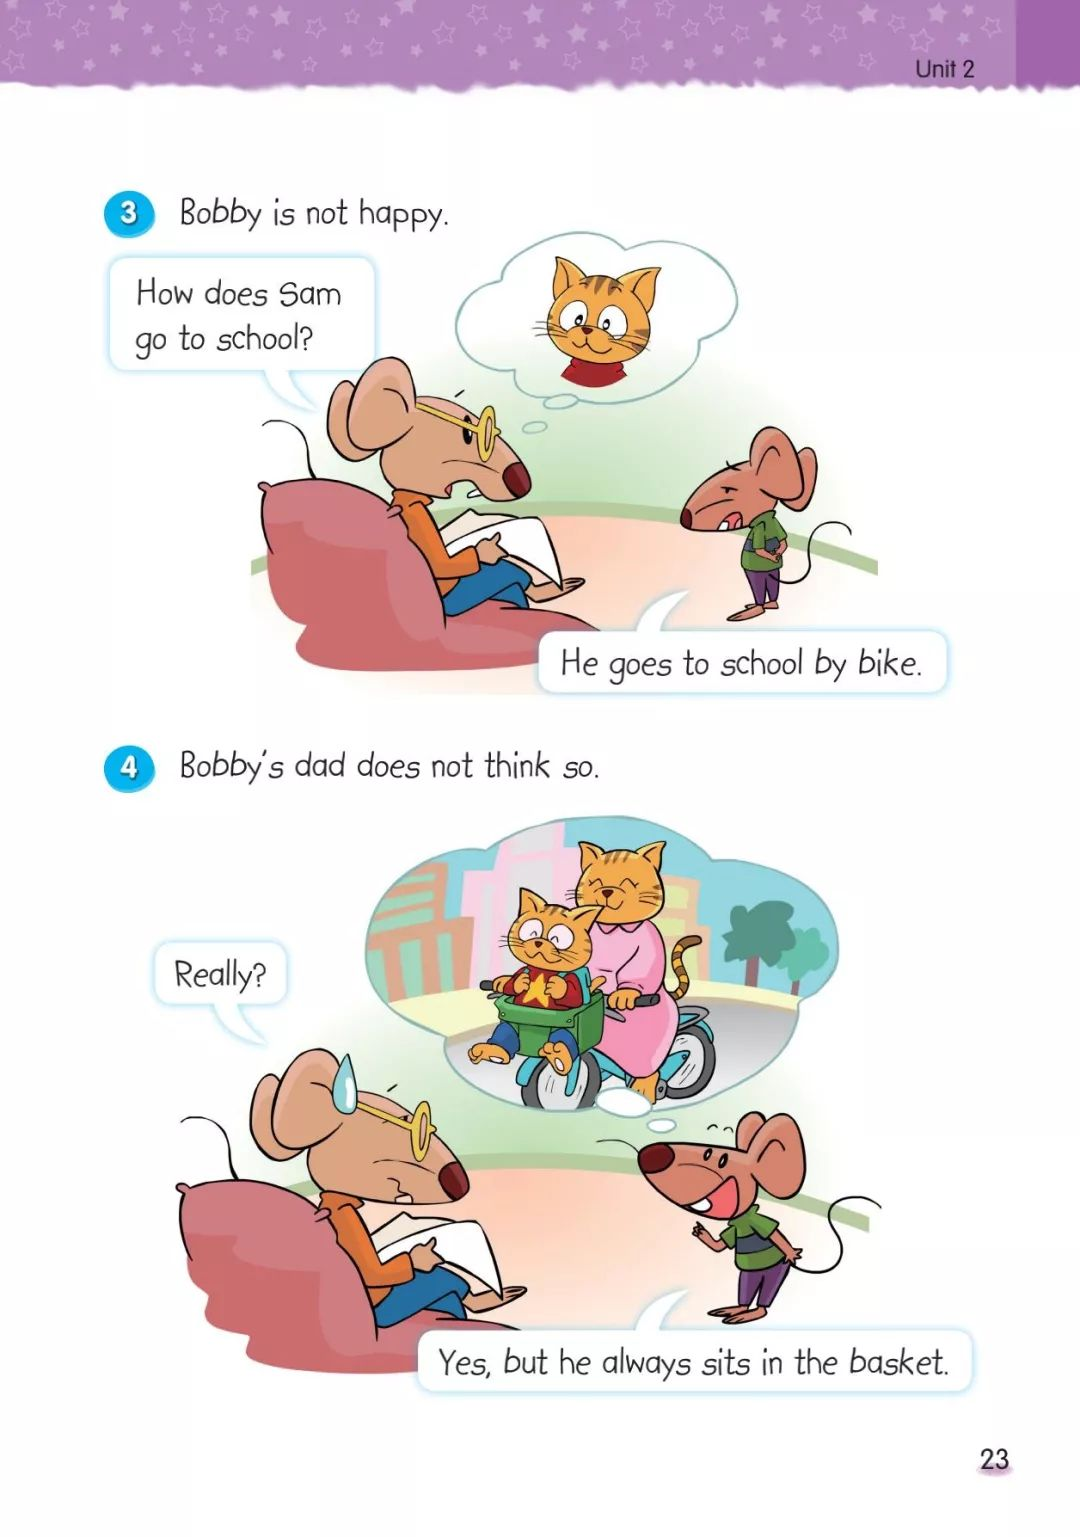 Unit 2
3 Bobby is not happy.
How does Sam
go to school?
He goes to school by bike.
4 Bobby's dad does not think so.
Really?
Yes, but he always sits in the basket.
23